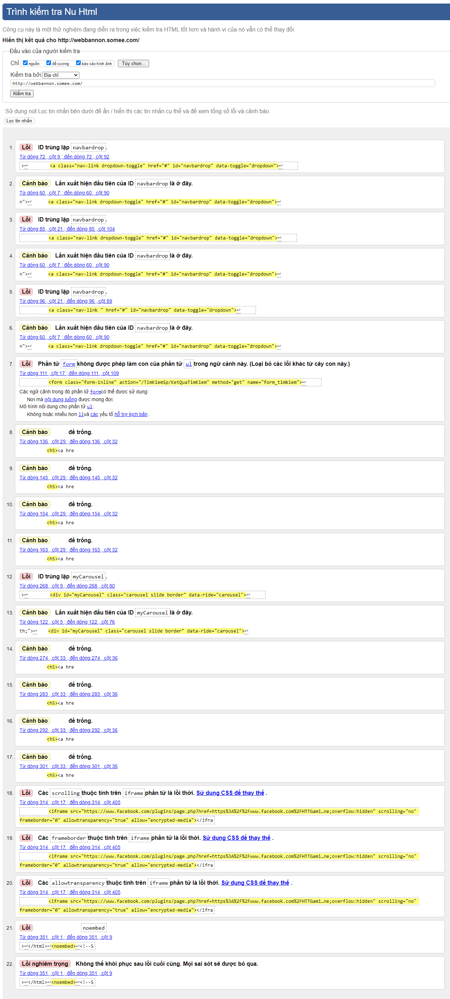 Trình kiểm tra Nu Html
Công cụ này là một thử nghiệm đang diễn ra trong việc kiểm tra HTML tốt hơn và hành vi của nó vẫn có thể thay đổi
Hiển thị kết quả cho http://webbannon.somee.com/
Đầu vào của người kiểm tra
Chỉ nguồn đề cương báo cáo hình ảnh Tùy chọn...
Kiểm tra bởi Địa chỉ
http://webbannon.somee.com/
Kiểm tra
Sử dụng nút Lọc tin nhắn bên dưới để ẩn / hiển thị các tin nhắn cụ thể và để xem tổng số lỗi và cảnh báo.
Lọc tin nhắn
1. Lỗi ID trùng lặp navbardrop.
Từ dòng 72 , cột 9 ; đến dòng 72 , cột 92
>↩ <a class="nav-link dropdown-toggle" href="#" id="navbardrop" data-toggle="dropdown">↩
2. Cảnh báo Lần xuất hiện đầu tiên của ID navbardrop là ở đây.
Từ dòng 60 , cột 7 ; đến dòng 60 , cột 90
n">↩ <a class="nav-link dropdown-toggle" href="#" id="navbardrop" data-toggle="dropdown">↩
3. Lỗi ID trùng lặp navbardrop.
Từ dòng 85 , cột 21 ; đến dòng 85 , cột 104
<a class="nav-link dropdown-toggle" href="#" id="navbardrop" data-toggle="dropdown">↩
4. Cảnh báo Lần xuất hiện đầu tiên của ID navbardrop là ở đây.
Từ dòng 60 , cột 7 ; đến dòng 60 , cột 90
n">↩ <a class="nav-link dropdown-toggle" href="#" id="navbardrop" data-toggle="dropdown">↩
5. Lỗi ID trùng lặp navbardrop.
Từ dòng 96 , cột 21 ; đến dòng 96 , cột 89
<a class="nav-link " href="#" id="navbardrop" data-toggle="dropdown">↩
6. Cảnh báo Lần xuất hiện đầu tiên của ID navbardrop là ở đây.
Từ dòng 60 , cột 7 ; đến dòng 60 , cột 90
n">↩ <a class="nav-link dropdown-toggle" href="#" id="navbardrop" data-toggle="dropdown">↩
7. Lỗi Phần tử form không được phép làm con của phần tử ul trong ngữ cảnh này. (Loại bỏ các lỗi khác từ cây con này.)
Từ dòng 111 , cột 17 ; đến dòng 111 , cột 109
<form class="form-inline" action="/TimKiemSp/KetQuaTimKiem" method="get" name="form_timkiem">↩
Các ngữ cảnh trong đó phần tử form có thể được sử dụng:
Nơi mà nội dung luồng được mong đợi.
Mô hình nội dung cho phần tử ul:
Không hoặc nhiều hơn li và các yếu tố hỗ trợ kịch bản .
8. Cảnh báo đề trống.
Từ dòng 136 , cột 29 ; đến dòng 136 , cột 32
<h5><a hre
9. Cảnh báo đề trống.
Từ dòng 145 , cột 29 ; đến dòng 145 , cột 32
<h5><a hre
10. Cảnh báo đề trống.
Từ dòng 154 , cột 29 ; đến dòng 154 , cột 32
<h5><a hre
11. Cảnh báo đề trống.
Từ dòng 163 , cột 29 ; đến dòng 163 , cột 32
<h5><a hre
12. Lỗi ID trùng lặp myCarousel.
Từ dòng 268 , cột 9 ; đến dòng 268 , cột 80
>↩ <div id="myCarousel" class="carousel slide border" data-ride="carousel">↩
13. Cảnh báo Lần xuất hiện đầu tiên của ID myCarousel là ở đây.
Từ dòng 122 , cột 5 ; đến dòng 122 , cột 76
th;">↩ <div id="myCarousel" class="carousel slide border" data-ride="carousel">↩
14. Cảnh báo đề trống.
Từ dòng 274 , cột 33 ; đến dòng 274 , cột 36
<h5><a hre
15. Cảnh báo đề trống.
Từ dòng 283 , cột 33 ; đến dòng 283 , cột 36
<h5><a hre
16. Cảnh báo đề trống.
Từ dòng 292 , cột 33 ; đến dòng 292 , cột 36
<h5><a hre
17. Cảnh báo đề trống.
Từ dòng 301 , cột 33 ; đến dòng 301 , cột 36
<h5><a hre
18. Lỗi Các scrolling thuộc tính trên iframe phần tử là lỗi thời. Sử dụng CSS để thay thế .
Từ dòng 314 , cột 17 ; đến dòng 314 , cột 405
<iframe src="https://www.facebook.com/plugins/page.php?href=https%3A%2F%2Fwww.facebook.com%2FHTTGami…ne;overflow:hidden" scrolling="no"
frameborder="0" allowtransparency="true" allow="encrypted-media"></ifra
19. Lỗi Các frameborder thuộc tính trên iframe phần tử là lỗi thời. Sử dụng CSS để thay thế .
Từ dòng 314 , cột 17 ; đến dòng 314 , cột 405
<iframe src="https://www.facebook.com/plugins/page.php?href=https%3A%2F%2Fwww.facebook.com%2FHTTGami…ne;overflow:hidden" scrolling="no"
frameborder="0" allowtransparency="true" allow="encrypted-media"></ifra
20. Lỗi Các allowtransparency thuộc tính trên iframe phần tử là lỗi thời. Sử dụng CSS để thay thế .
Từ dòng 314 , cột 17 ; đến dòng 314 , cột 405
<iframe src="https://www.facebook.com/plugins/page.php?href=https%3A%2F%2Fwww.facebook.com%2FHTTGami…ne;overflow:hidden" scrolling="no"
frameborder="0" allowtransparency="true" allow="encrypted-media"></ifra
21. Lỗi noembed
Từ dòng 351 , cột 1 ; đến dòng 351 , cột 9
>↩</html>↩<noembed>↩<!--S
22. Lỗi nghiêm trọng Không thể khôi phục sau lỗi cuối cùng. Mọi sai sót sẽ được bỏ qua.
Từ dòng 351 , cột 1 ; đến dòng 351 , cột 9
>↩</html>↩<noembed>↩<!--S